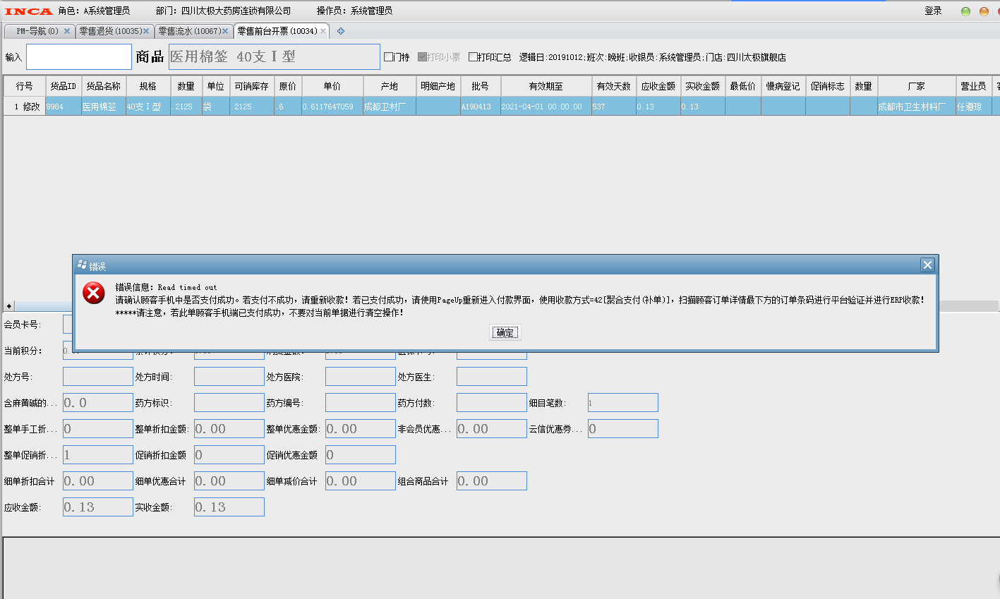 INCA 角色: A系统管理员 部门: 四川太极大药房连锁有限公司 操作员: 系统管理员 登录
PM-导航(0) 零售退货(10035) 零售流水(10067) 零售前台开票(10034)
输入 商品 医用棉签 40支Ⅰ型 门特 打印小票 打印汇总 逻辑日:20191012;班次:晚班;收银员:系统管理员;门店:四川太极旗舰店
行号 货品ID 货品名称 规格 数量 单位 可销库存 原价 单价 产地 明细产地 批号 有效期至 有效天数 应收金额 实收金额 最低价 慢病登记 促销标志 数量 厂家 营业员
1 修改 9984 医用棉签 40支Ⅰ型 .2125 袋 .2125 .6 0.6117647059 成都卫材厂 A190413 2021-04-01 00:00:00 537 0.13 0.13 成都市卫生材料厂 任道琼
错误
错误信息: Read timed out
请确认顾客手机中是否支付成功。若支付不成功, 请重新收款! 若已支付成功, 请使用PageUp重新进入付款界面, 使用收款方式=42[聚合支付(补单)], 扫描顾客订单详情最下方的订单条码进行平台验证并进行ERP收款!
*****请注意, 若此单顾客手机端已支付成功, 不要对当前单据进行清空操作!
确定
会员卡号:
当前积分:
处方号: 处方时间: 处方医院: 处方医生:
含麻黄碱的... 0.0 药方标识: 药方编号: 药方付数: 细目笔数: 1
整单手工折... 0 整单折扣金额: 0.00 整单优惠金额: 0.00 非会员优惠... 0.00 云信优惠券... 0
整单促销折... 1 促销折扣金额 0 促销优惠金额 0
细单折扣合计 0.00 细单优惠合计 0.00 细单减价合计 0.00 组合商品合计 0.00
应收金额: 0.13 实收金额: 0.13